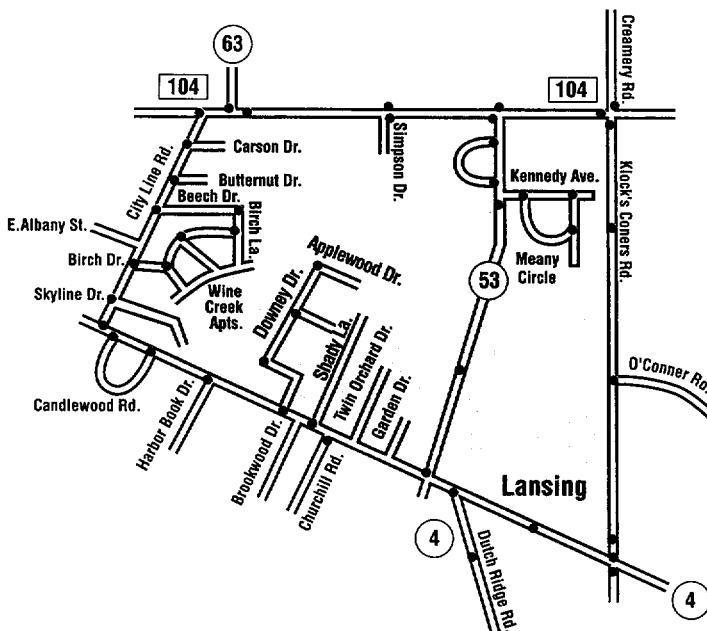 63
104
104
Creamery Rd.
Carson Dr.
Simpson Dr.
City Line Rd.
Butternut Dr.
Kennedy Ave.
Klock's Coners Rd.
Beech Dr.
E.Albany St.
Birch La.
Birch Dr.
Applewood Dr.
Meany
Circle
Skyline Dr.
Wine
Creek
Apts.
Downey Dr.
53
Shady La.
Twin Orchard Dr.
O'Conner Ro.
Candlewood Rd.
Harbor Book Dr.
Garden Dr.
Brookwood Dr.
Churchill Rd.
Lansing
4
Dutch Ridge Rd.
4